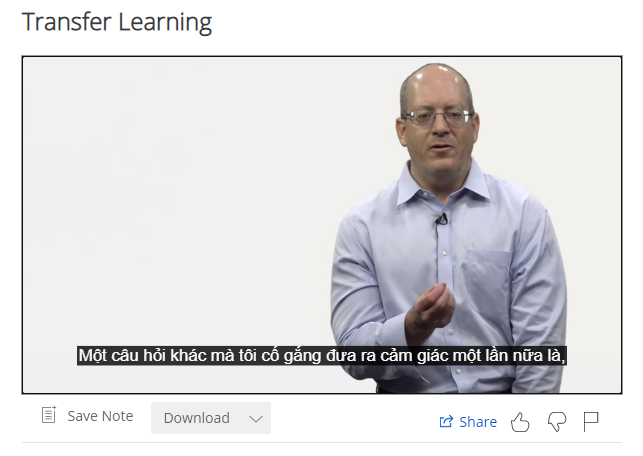 Transfer Learning
Một câu hỏi khác mà tôi cố gắng đưa ra cảm giác một lần nữa là,
Save Note
Download
Share